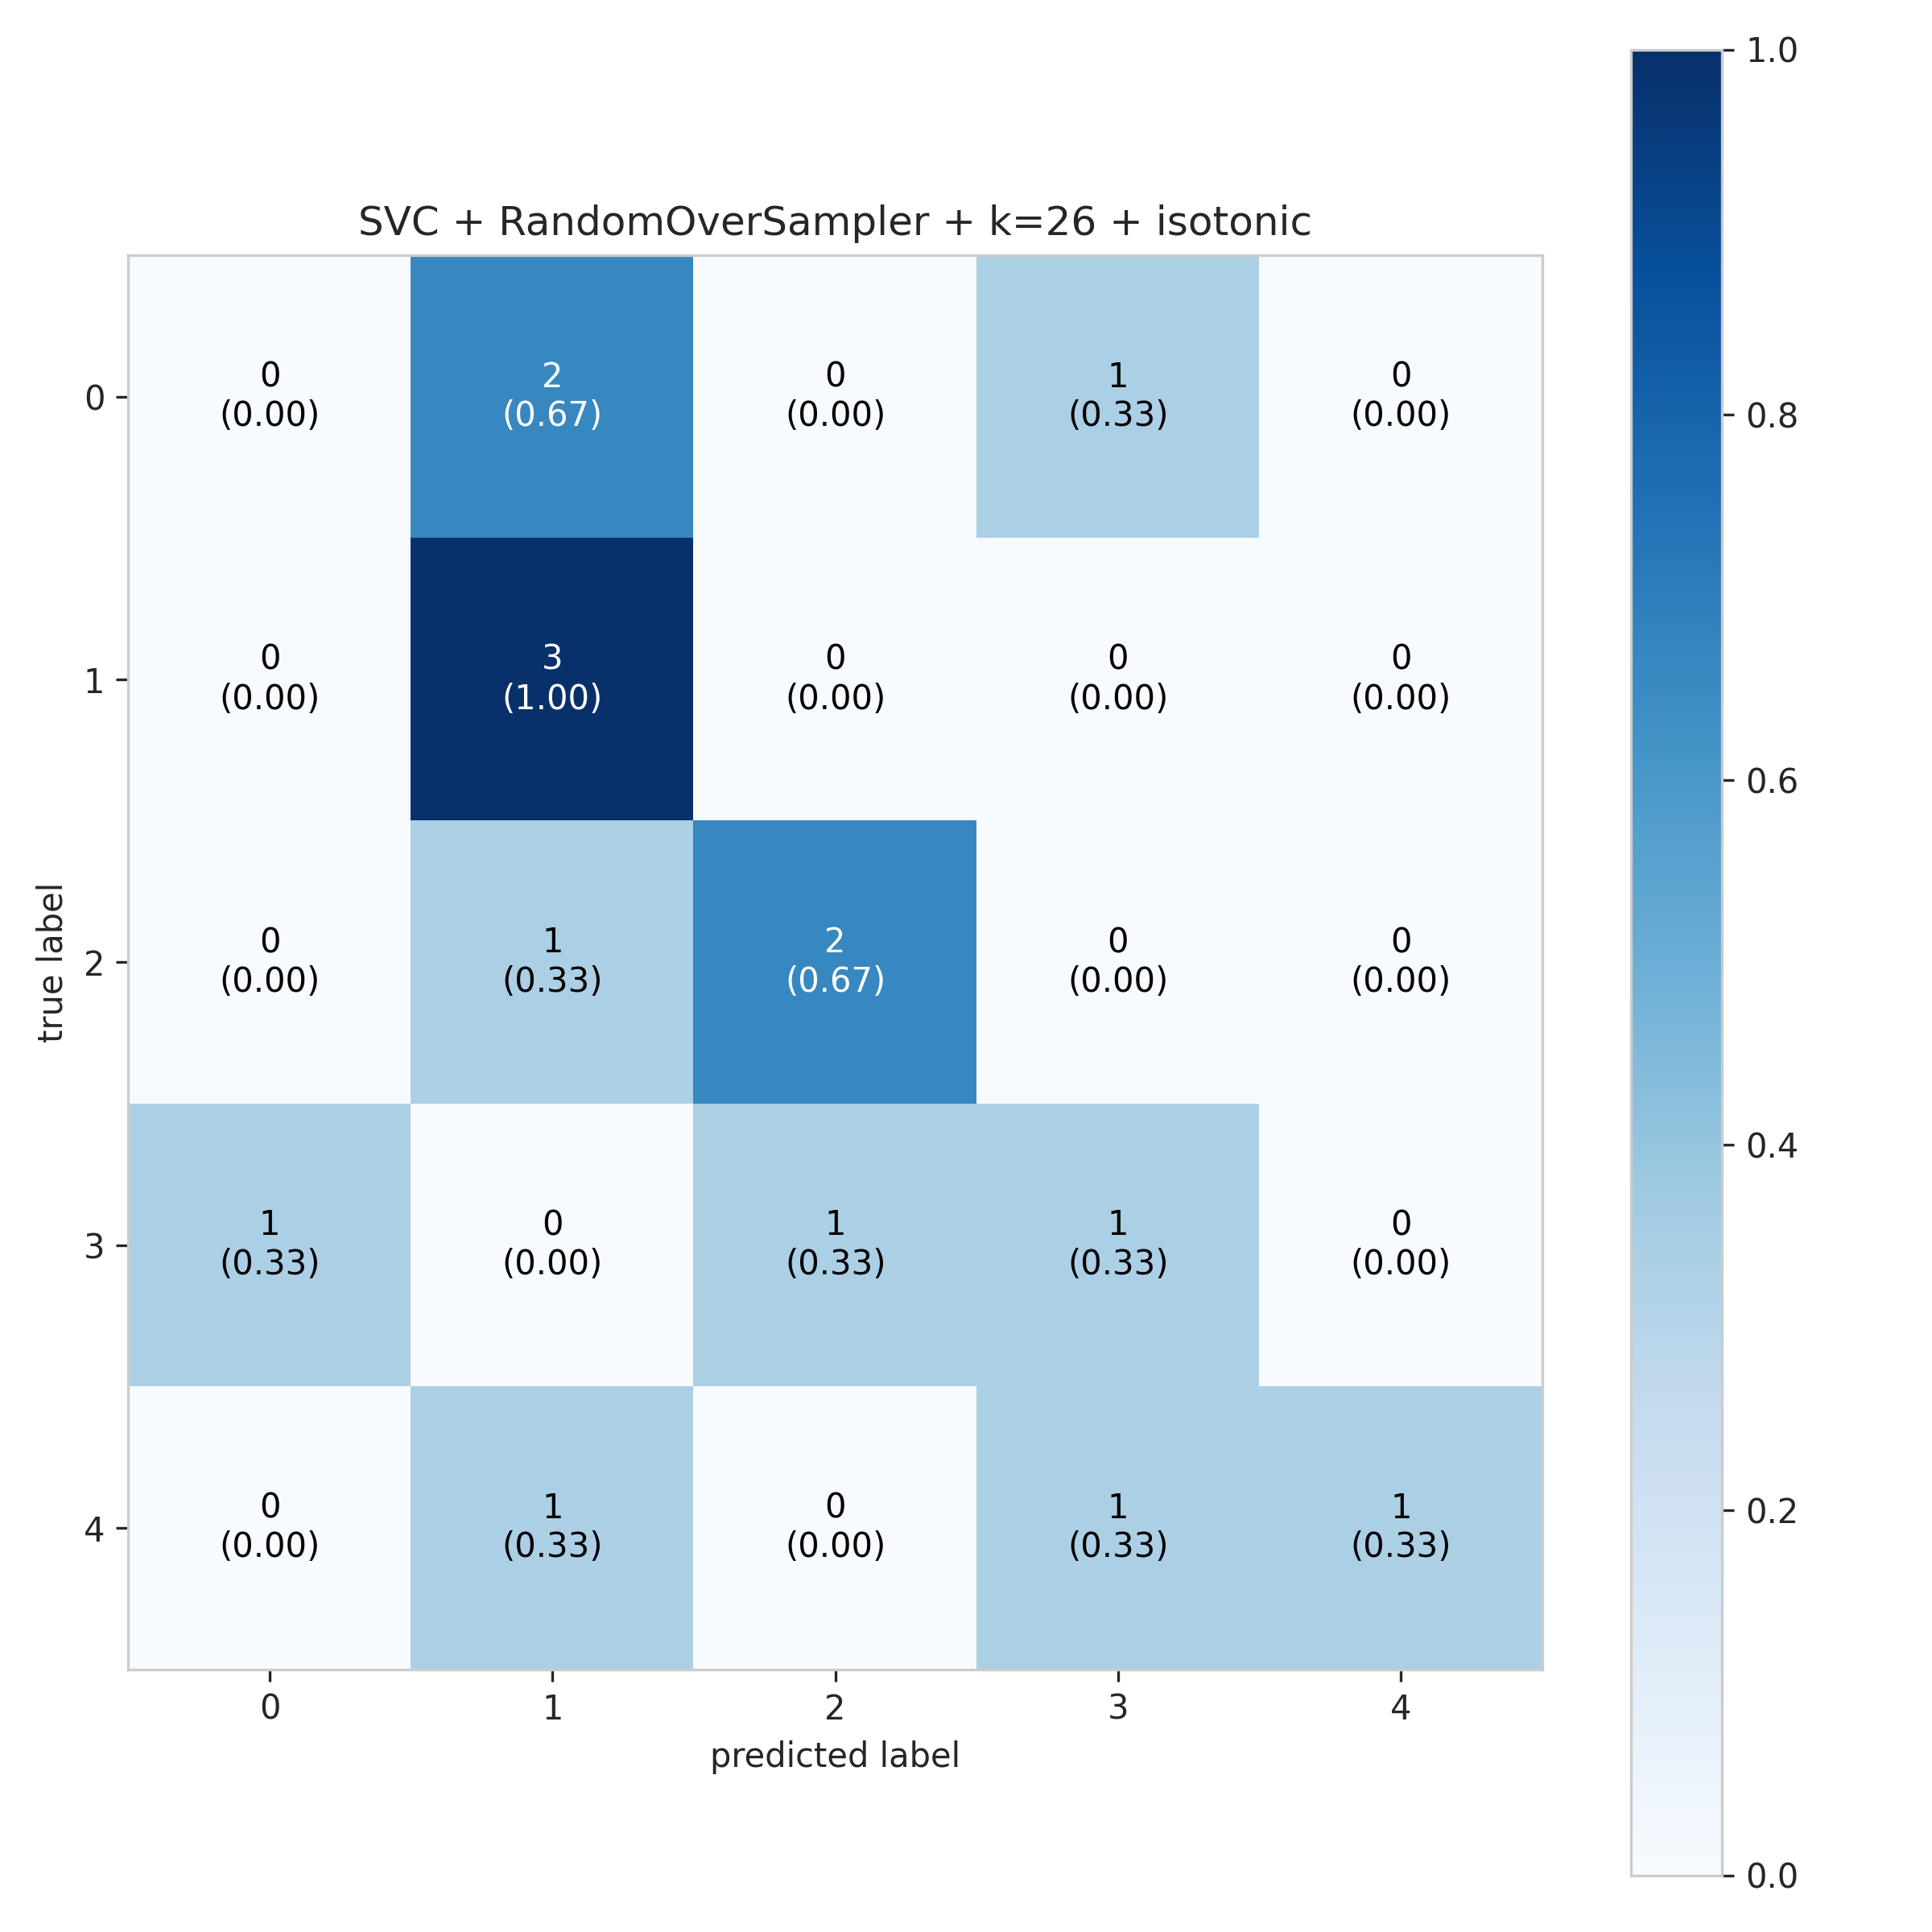 SVC + RandomOverSampler + k=26 + isotonic
1.0
0.8
0.6
0.4
0.2
0.0
true label
0
0 2 0 1 0
(0.00) (0.67) (0.00) (0.33) (0.00)
1
0 3 0 0 0
(0.00) (1.00) (0.00) (0.00) (0.00)
2
0 1 2 0 0
(0.00) (0.33) (0.67) (0.00) (0.00)
3
1 0 1 1 0
(0.33) (0.00) (0.33) (0.33) (0.00)
4
0 1 0 1 1
(0.00) (0.33) (0.00) (0.33) (0.33)
0 1 2 3 4
predicted label